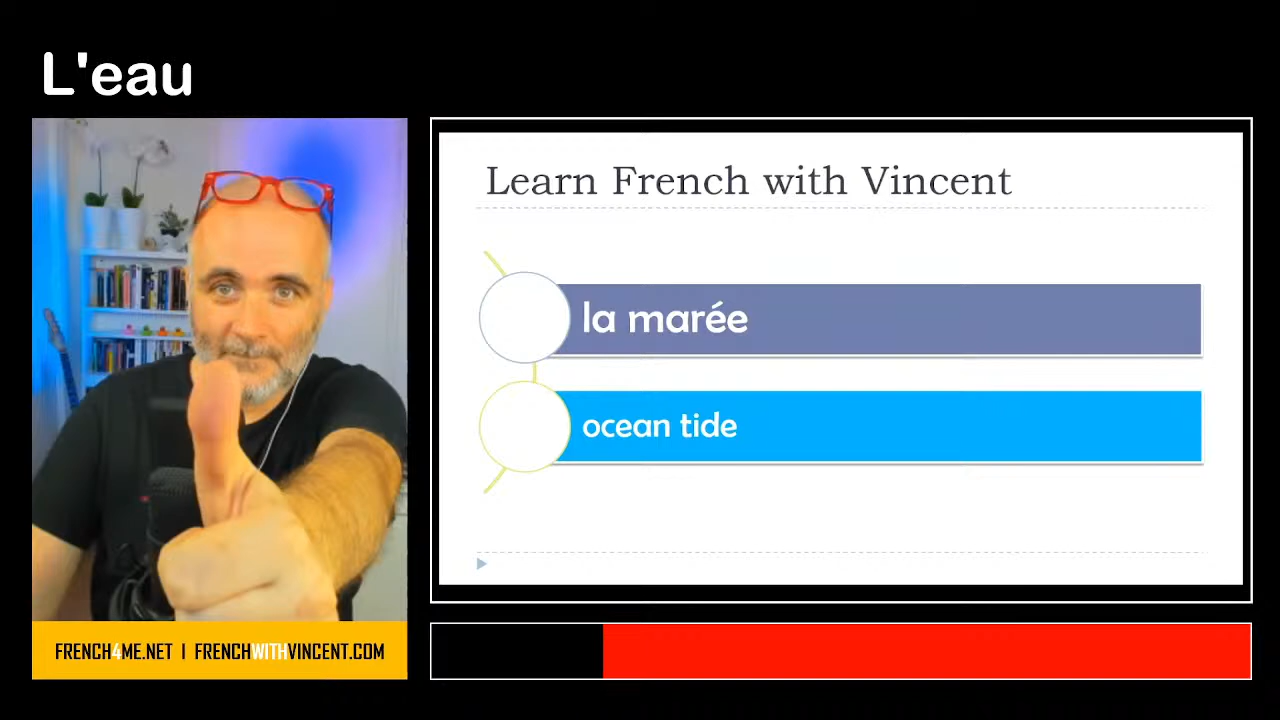 L'eau
Learn French with Vincent
la marée
ocean tide
FRENCH4ME.NET | FRENCHWITHVINCENT.COM